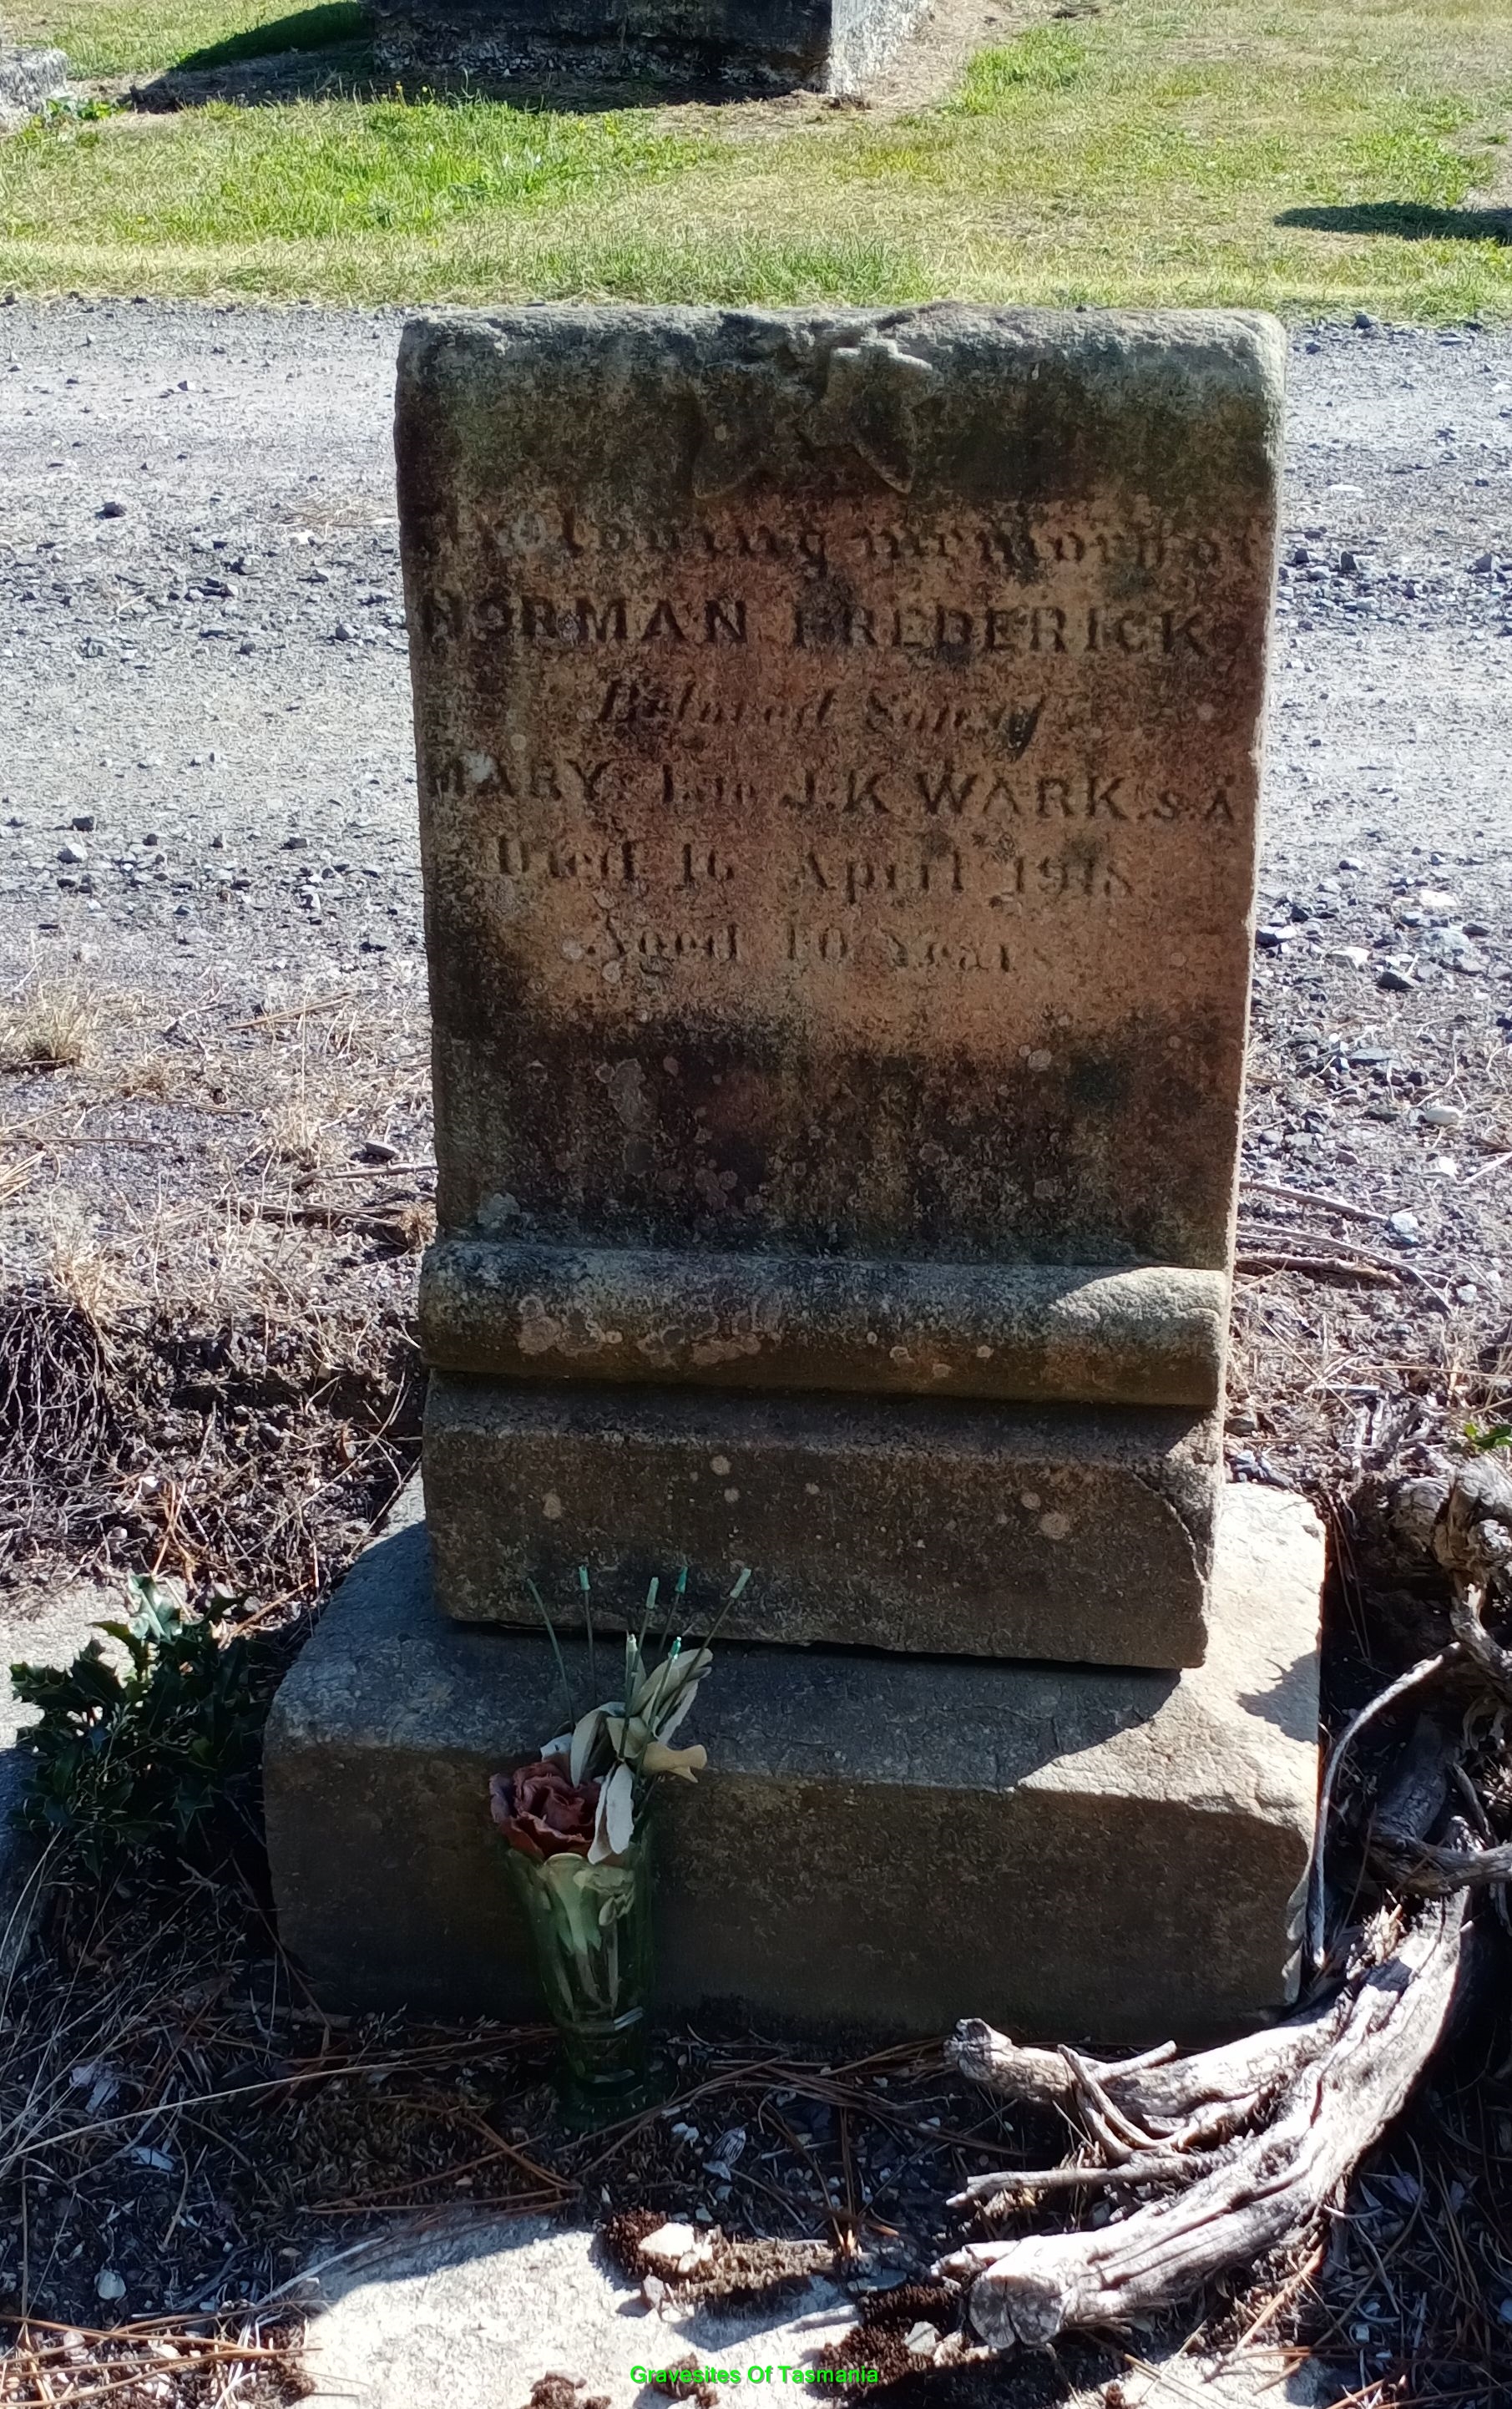 In loving memory of
NORMAN FREDERICK
Beloved Son of
MARY, Late J.K. WARK. S.A
Died 16 April 1918
Aged 10 Years
Gravesites Of Tasmania